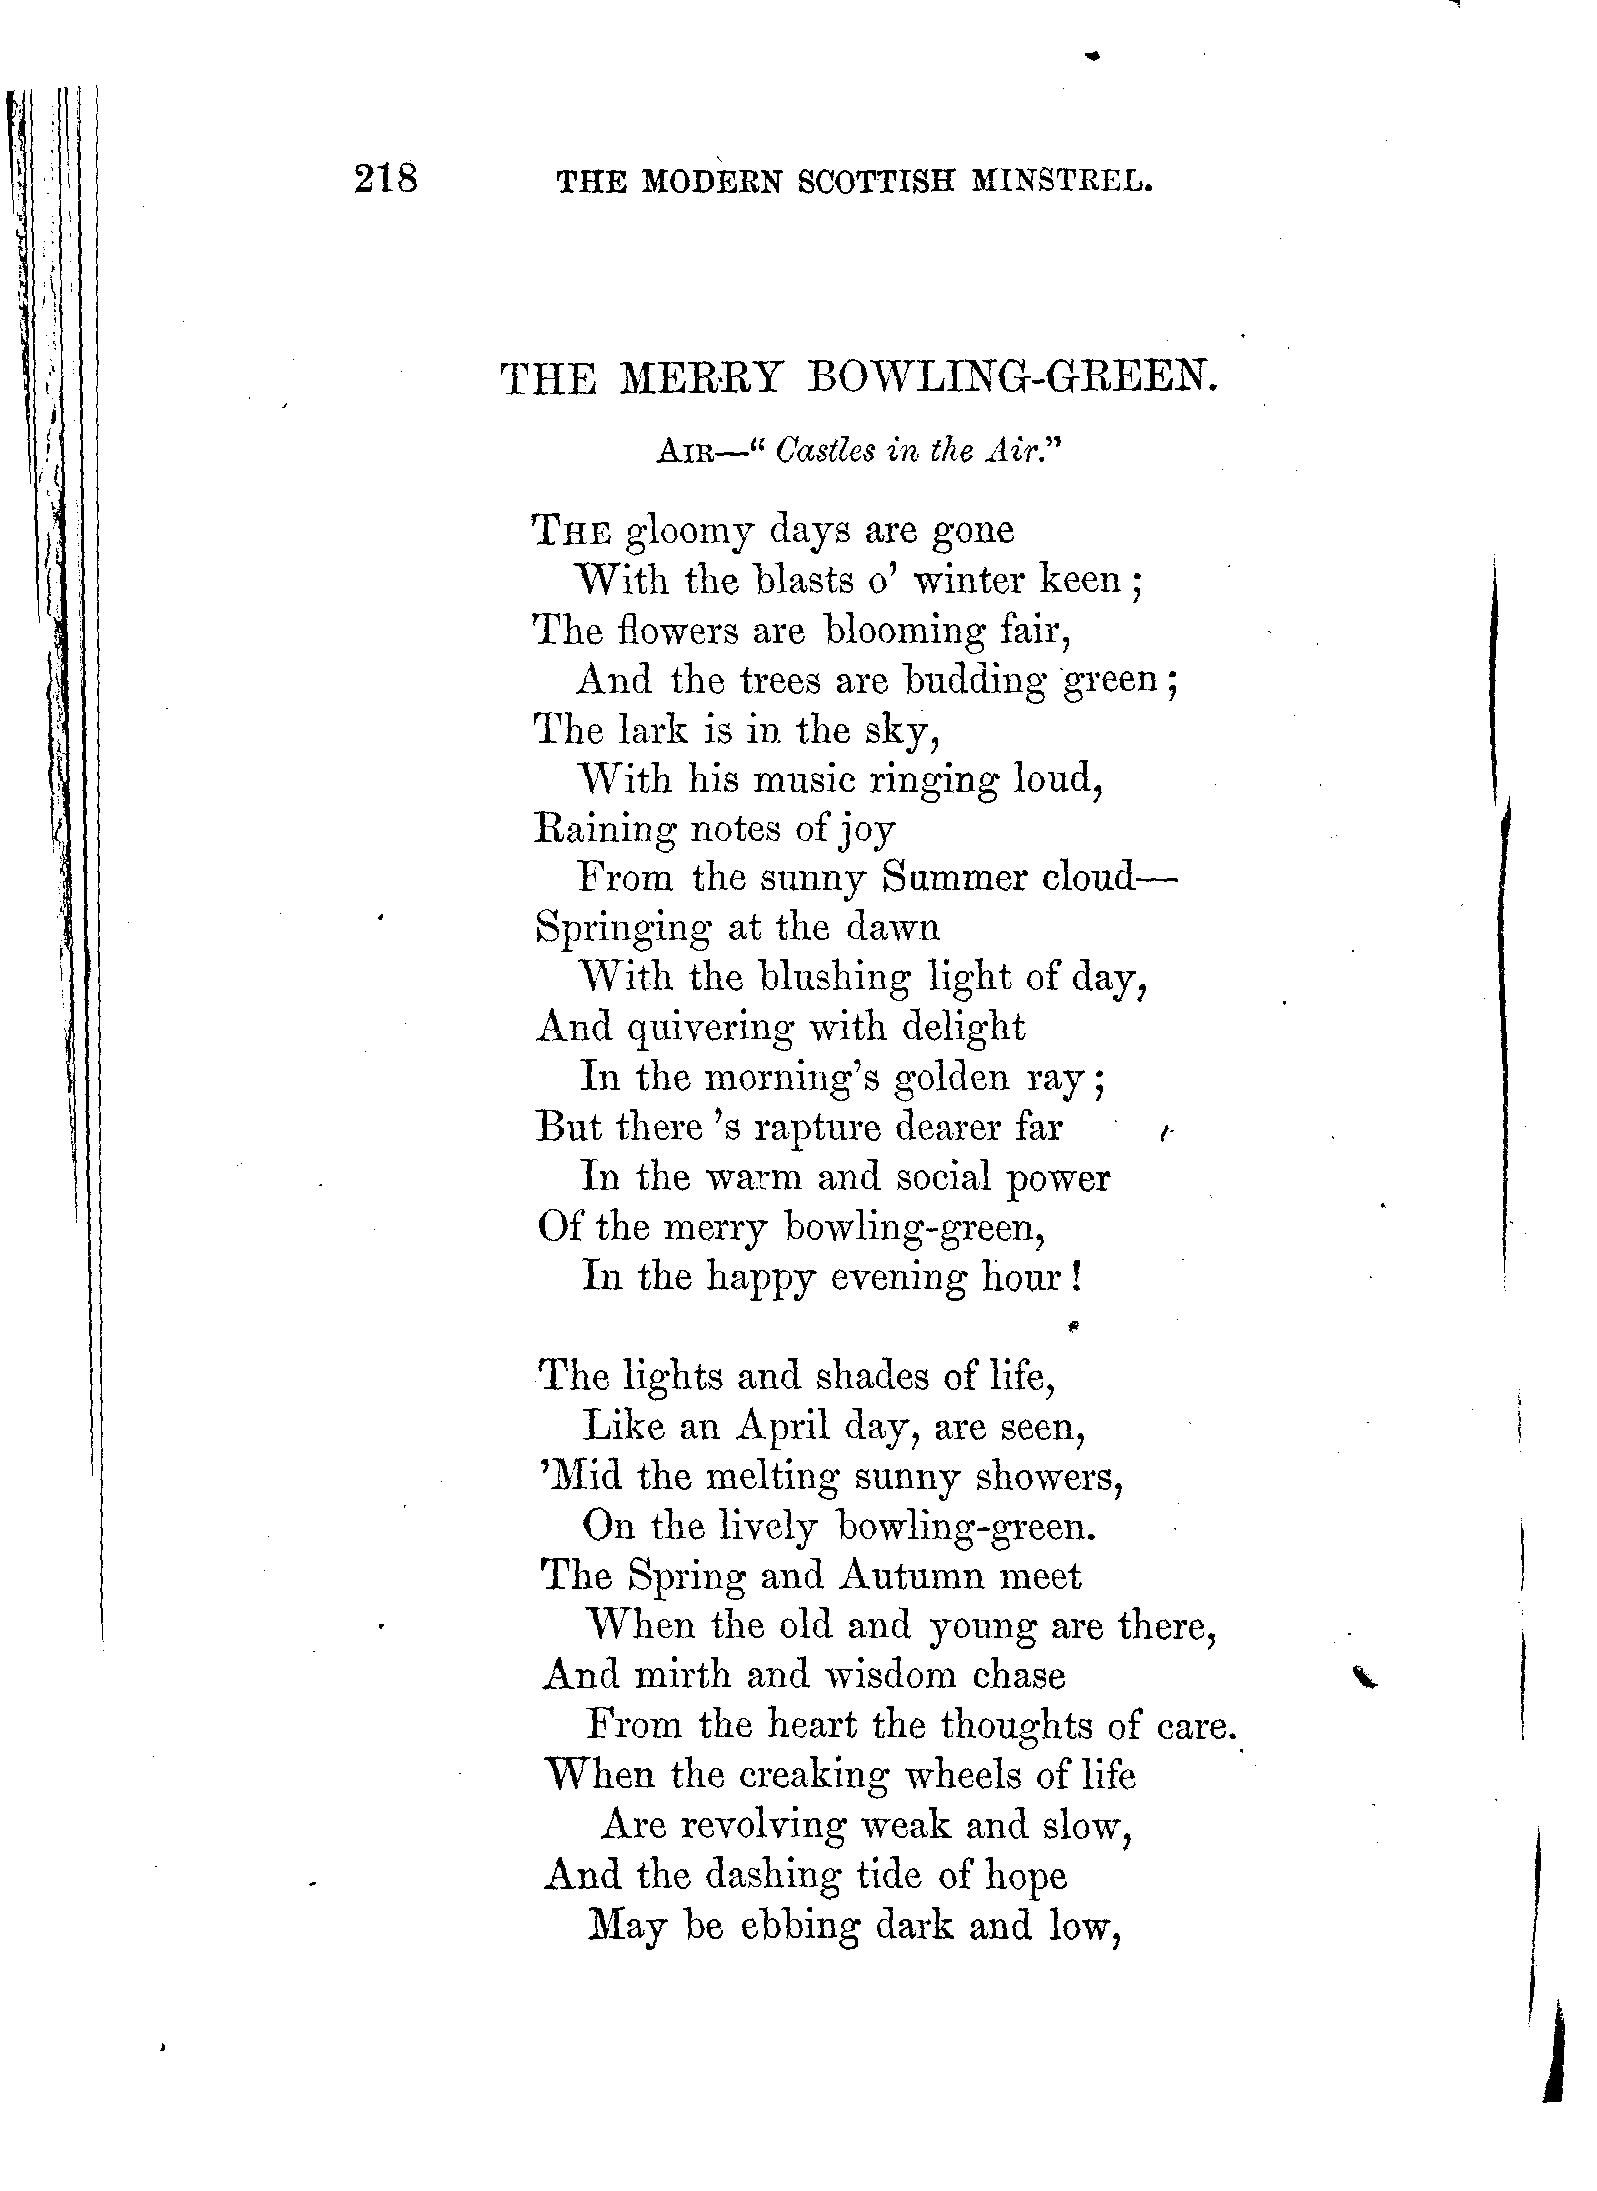 218 THE MODERN SCOTTISH MINSTREL.
THE MERRY BOWLING-GREEN.
AIR—“Castles in the Air.”
THE gloomy days are gone
With the blasts o’ winter keen;
The flowers are blooming fair,
And the trees are budding green;
The lark is in the sky,
With his music ringing loud,
Raining notes of joy
From the sunny Summer cloud—
Springing at the dawn
With the blushing light of day,
And quivering with delight
In the morning’s golden ray;
But there ’s rapture dearer far
In the warm and social power
Of the merry bowling-green,
In the happy evening hour!
The lights and shades of life,
Like an April day, are seen,
’Mid the melting sunny showers,
On the lively bowling-green.
The Spring and Autumn meet
When the old and young are there,
And mirth and wisdom chase
From the heart the thoughts of care.
When the creaking wheels of life
Are revolving weak and slow,
And the dashing tide of hope
May be ebbing dark and low,